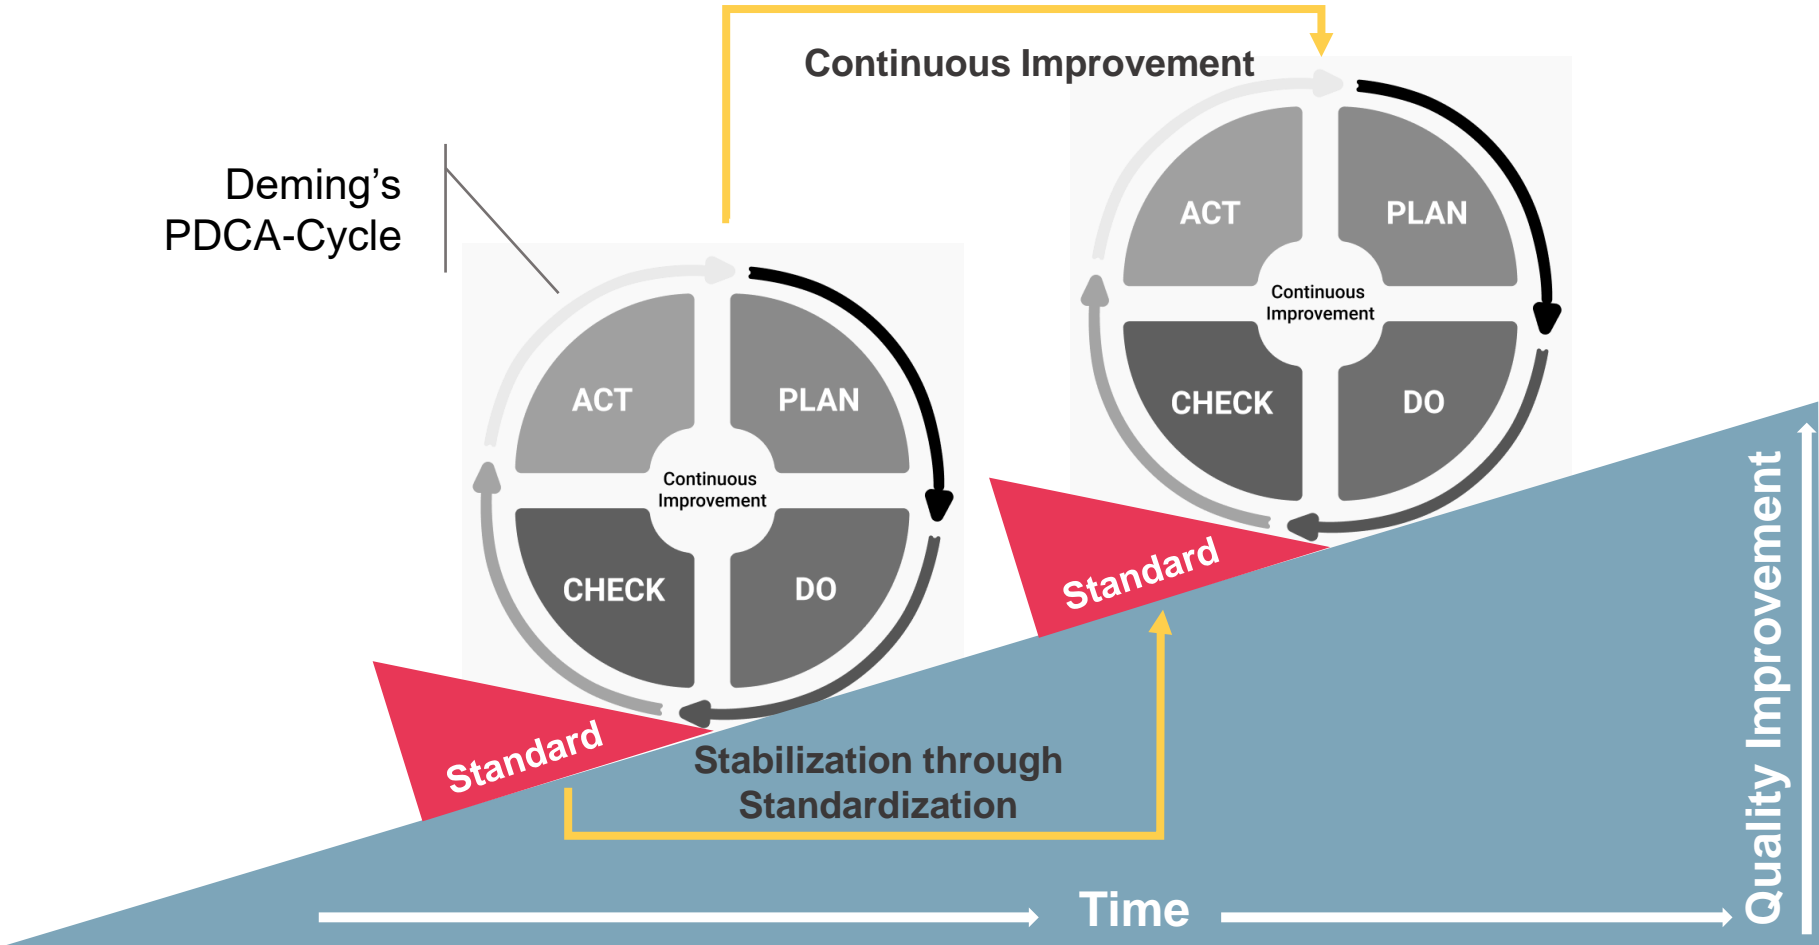 Continuous Improvement
Deming’s
PDCA-Cycle
ACT
PLAN
Continuous
Improvement
CHECK
DO
ACT
PLAN
Continuous
Improvement
CHECK
DO
Standard
Standard
Stabilization through
Standardization
Time
Quality Improvement